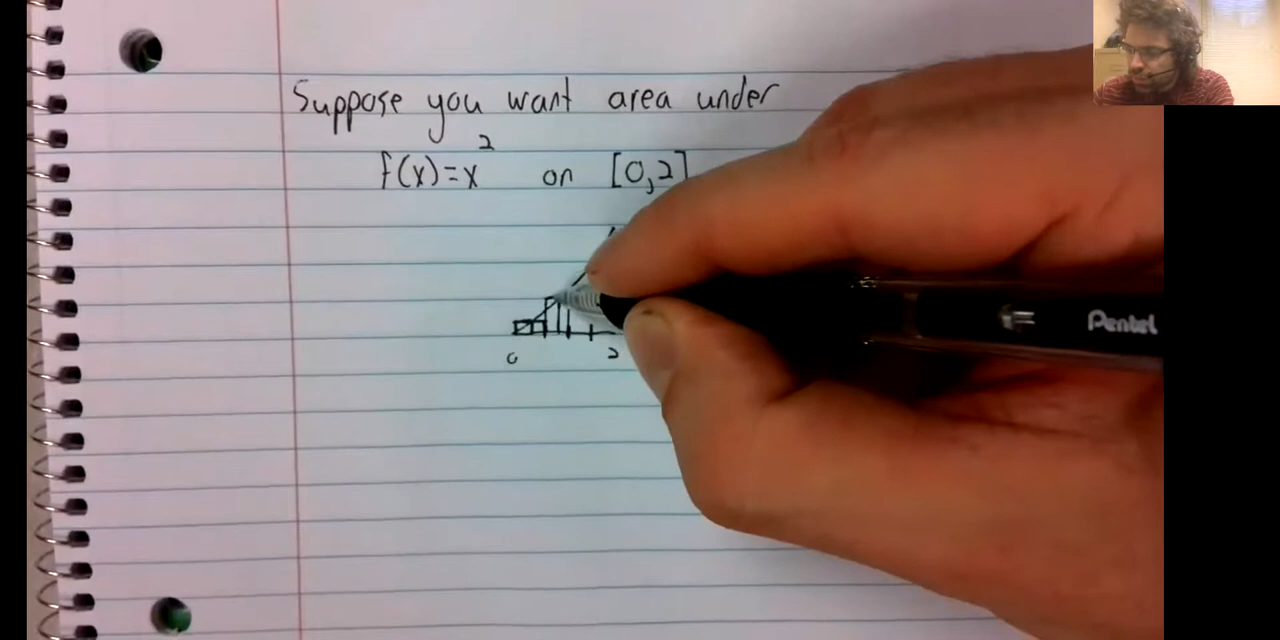 Suppose you want area under
f(x)=x² on [0,2]
0 2
Pentel